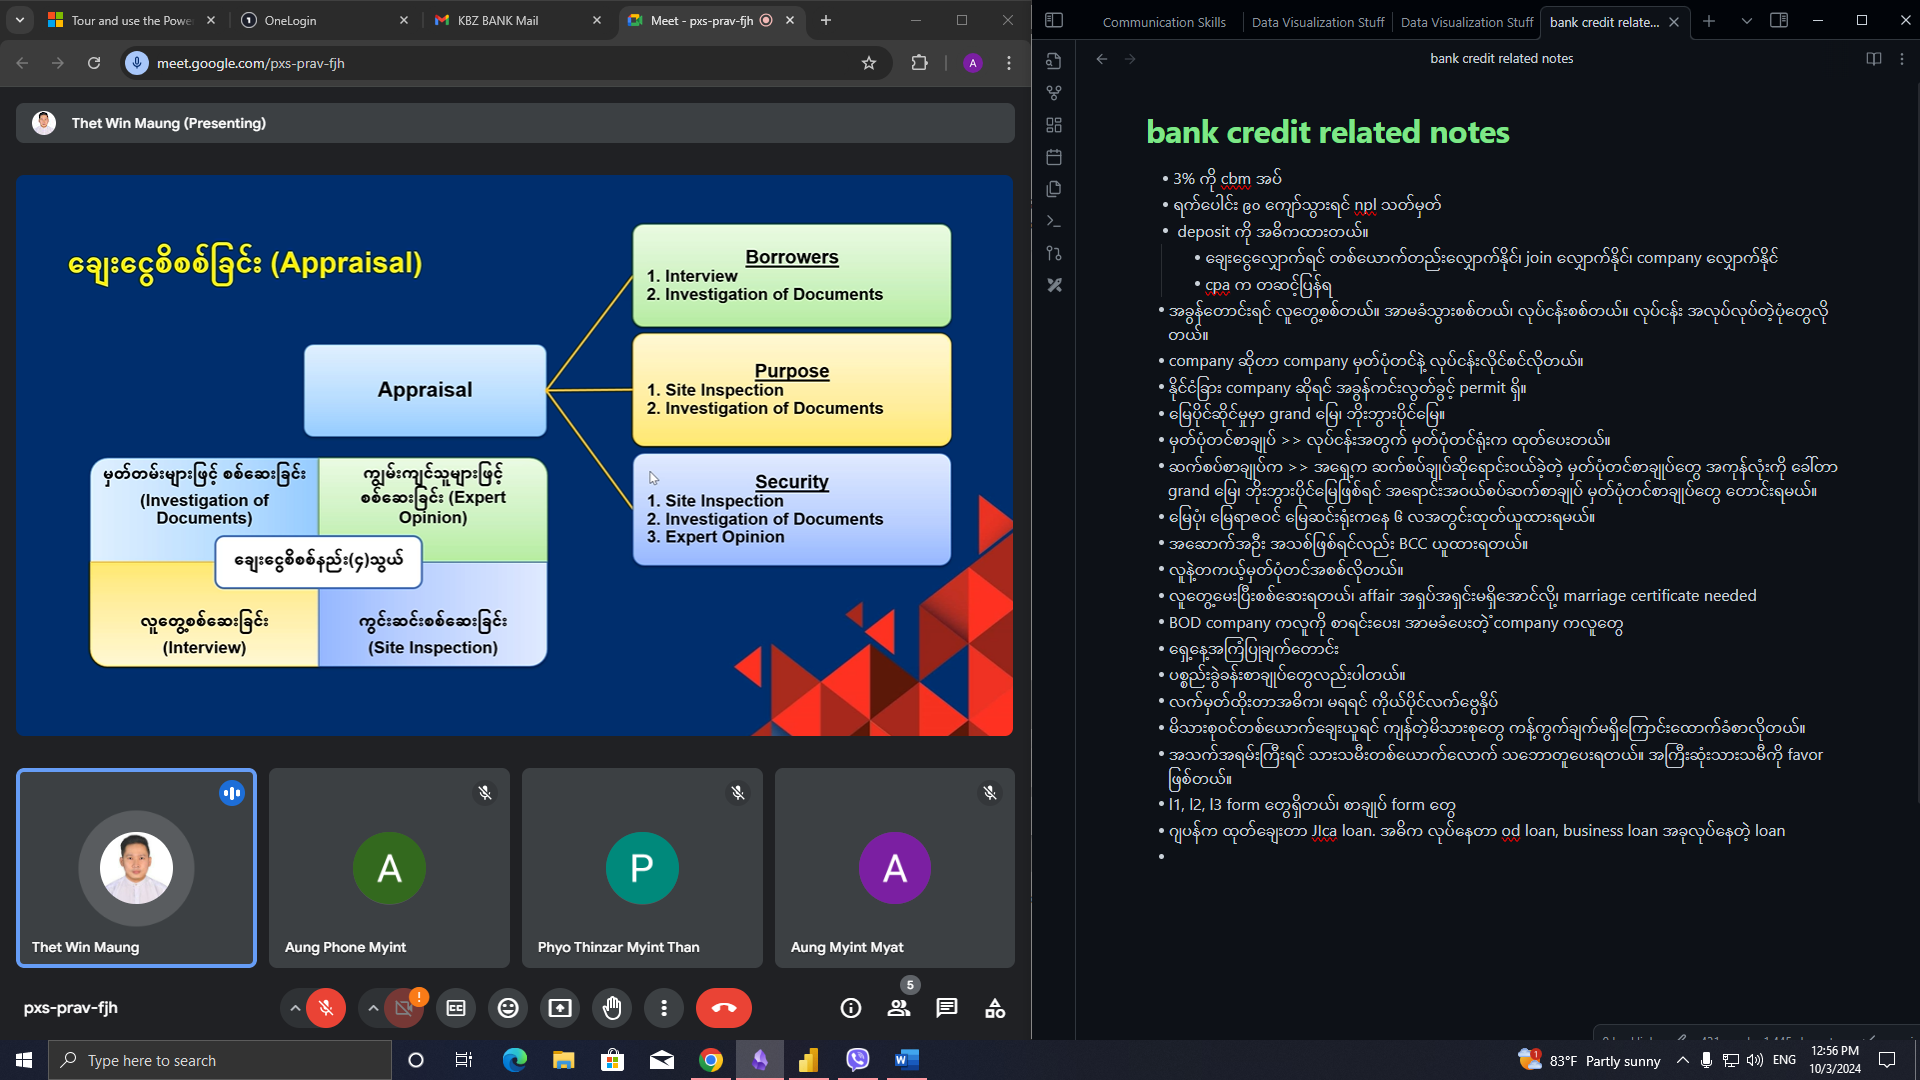 Tour and use the Powe
OneLogin
KBZ BANK Mail
Meet - pxs-prav-fjh
meet.google.com/pxs-prav-fjh
A
Thet Win Maung (Presenting)
ချေးငွေစိစစ်ခြင်း (Appraisal)
Appraisal
Borrowers
1. Interview
2. Investigation of Documents
Purpose
1. Site Inspection
2. Investigation of Documents
Security
1. Site Inspection
2. Investigation of Documents
3. Expert Opinion
မှတ်တမ်းများဖြင့် စစ်ဆေးခြင်း
(Investigation of
Documents)
ကျွမ်းကျင်သူများဖြင့်
စစ်ဆေးခြင်း (Expert
Opinion)
ချေးငွေစိစစ်နည်း(၄)သွယ်
လူတွေ့စစ်ဆေးခြင်း
(Interview)
ကွင်းဆင်းစစ်ဆေးခြင်း
(Site Inspection)
Thet Win Maung
A
Aung Phone Myint
P
Phyo Thinzar Myint Than
A
Aung Myint Myat
pxs-prav-fjh
5
Communication Skills
Data Visualization Stuff
Data Visualization Stuff
bank credit relate...
bank credit related notes
bank credit related notes
• 3% ကို cbm အပ်
• ရက်ပေါင်း ၉၀ ကျော်သွားရင် npl သတ်မှတ်
• deposit ကို အဓိကထားတယ်။
• ချေးငွေလျှောက်ရင် တစ်ယောက်တည်းလျှောက်နိုင်၊ join လျှောက်နိုင်၊ company လျှောက်နိုင်
• cpa က တဆင့်ပြန်ရ
• အခွန်တောင်းရင် လူတွေ့စစ်တယ်။ အာမခံသွားစစ်တယ်၊ လုပ်ငန်းစစ်တယ်။ လုပ်ငန်း အလုပ်လုပ်တဲ့ပုံတွေလို
တယ်။
• company ဆိုတာ company မှတ်ပုံတင်နဲ့ လုပ်ငန်းလိုင်စင်လိုတယ်။
• နိုင်ငံခြား company ဆိုရင် အခွန်ကင်းလွတ်ခွင့် permit ရှိ။
• မြေပိုင်ဆိုင်မှုမှာ grand မြေ၊ ဘိုးဘွားပိုင်မြေ။
• မှတ်ပုံတင်စာချုပ် >> လုပ်ငန်းအတွက် မှတ်ပုံတင်ရုံးက ထုတ်ပေးတယ်။
• ဆက်စပ်စာချုပ်က >> အရှေ့က ဆက်စပ်ချုပ်ဆိုရောင်းဝယ်ခဲ့တဲ့ မှတ်ပုံတင်စာချုပ်တွေ အကုန်လုံးကို ခေါ်တာ
grand မြေ၊ ဘိုးဘွားပိုင်မြေဖြစ်ရင် အရောင်းအဝယ်စပ်ဆက်စာချုပ် မှတ်ပုံတင်စာချုပ်တွေ တောင်းရမယ်။
• မြေပုံ၊ မြေရာဇဝင် မြေဆင်းရုံးကနေ ၆ လအတွင်းထုတ်ယူထားရမယ်။
• အဆောက်အဦး အသစ်ဖြစ်ရင်လည်း BCC ယူထားရတယ်။
• လူနဲ့တကယ့်မှတ်ပုံတင်အစစ်လိုတယ်။
• လူတွေ့မေးပြီးစစ်ဆေးရတယ်၊ affair အရှုပ်အရှင်းမရှိအောင်လို့၊ marriage certificate needed
• BOD company ကလူကို စာရင်းပေး၊ အာမခံပေးတဲ့ company ကလူတွေ
• ရှေ့နေ့အကြံပြုချက်တောင်း
• ပစ္စည်းခွဲခန်းစာချုပ်တွေလည်းပါတယ်။
• လက်မှတ်ထိုးတာအဓိက၊ မရရင် ကိုယ်ပိုင်လက်ဗွေနှိပ်
• မိသားစုဝင်တစ်ယောက်ချေးယူရင် ကျန်တဲ့မိသားစုတွေ ကန့်ကွက်ချက်မရှိကြောင်းထောက်ခံစာလိုတယ်။
• အသက်အရမ်းကြီးရင် သားသမီးတစ်ယောက်လောက် သဘောတူပေးရတယ်။ အကြီးဆုံးသားသမီကို favor
ဖြစ်တယ်။
• l1, l2, l3 form တွေရှိတယ်၊ စာချုပ် form တွေ
• ဂျပန်က ထုတ်ချေးတာ JIca loan. အဓိက လုပ်နေတာ od loan, business loan အခုလုပ်နေတဲ့ loan
Type here to search
83°F Partly sunny
ENG
12:56 PM
10/3/2024